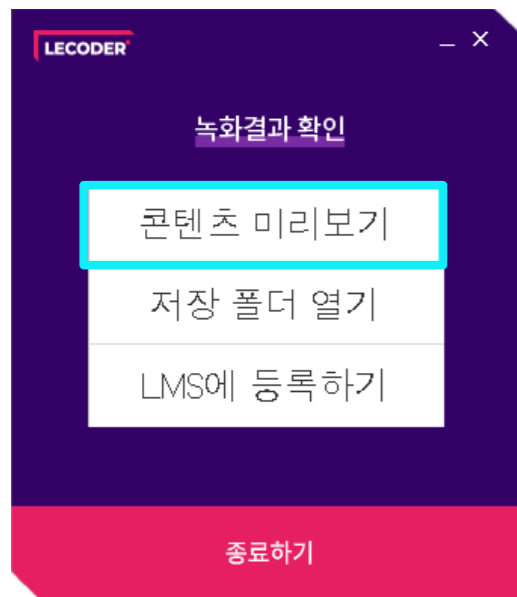 LECODER
녹화결과 확인
콘텐츠 미리보기
저장 폴더 열기
LMS에 등록하기
종료하기